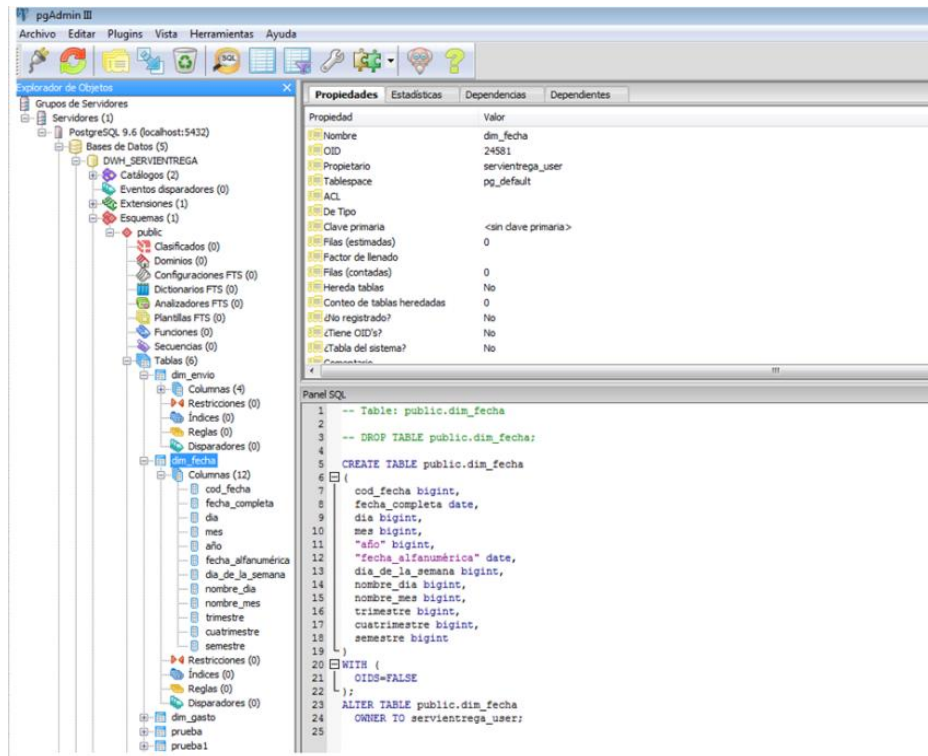 pgAdmin III
Archivo Editar Plugins Vista Herramientas Ayuda
SQL
Explorador de Objetos
Grupos de Servidores
Servidores (1)
PostgreSQL 9.6 (localhost:5432)
Bases de Datos (5)
DWH_SERVIENTREGA
Catálogos (2)
Eventos disparadores (0)
Extensiones (1)
Esquemas (1)
public
Clasificados (0)
Dominios (0)
Configuraciones FTS (0)
Dictionarios FTS (0)
Analizadores FTS (0)
Plantillas FTS (0)
Funciones (0)
Secuencias (0)
Tablas (6)
dim_envio
Columnas (4)
Restricciones (0)
Índices (0)
Reglas (0)
Disparadores (0)
dim_fecha
Columnas (12)
cod_fecha
fecha_completa
dia
mes
año
fecha_alfanumérica
dia_de_la_semana
nombre_dia
nombre_mes
trimestre
cuatrimestre
semestre
Restricciones (0)
Índices (0)
Reglas (0)
Disparadores (0)
dim_gasto
prueba
prueba1
Propiedades Estadísticas Dependencias Dependientes
Propiedad Valor
Nombre dim_fecha
OID 24581
Propietario servientrega_user
Tablespace pg_default
ACL
De Tipo
Clave primaria <sin clave primaria>
Filas (estimadas) 0
Factor de llenado
Filas (contadas) 0
Hereda tablas No
Conteo de tablas heredadas 0
¿No registrado? No
¿Tiene OID's? No
¿Tabla del sistema? No
Comentario
Panel SQL
1 -- Table: public.dim_fecha
2
3 -- DROP TABLE public.dim_fecha;
4
5 CREATE TABLE public.dim_fecha
6 (
7 cod_fecha bigint,
8 fecha_completa date,
9 dia bigint,
10 mes bigint,
11 "año" bigint,
12 "fecha_alfanumérica" date,
13 dia_de_la_semana bigint,
14 nombre_dia bigint,
15 nombre_mes bigint,
16 trimestre bigint,
17 cuatrimestre bigint,
18 semestre bigint
19 )
20 WITH (
21 OIDS=FALSE
22 );
23 ALTER TABLE public.dim_fecha
24 OWNER TO servientrega_user;
25